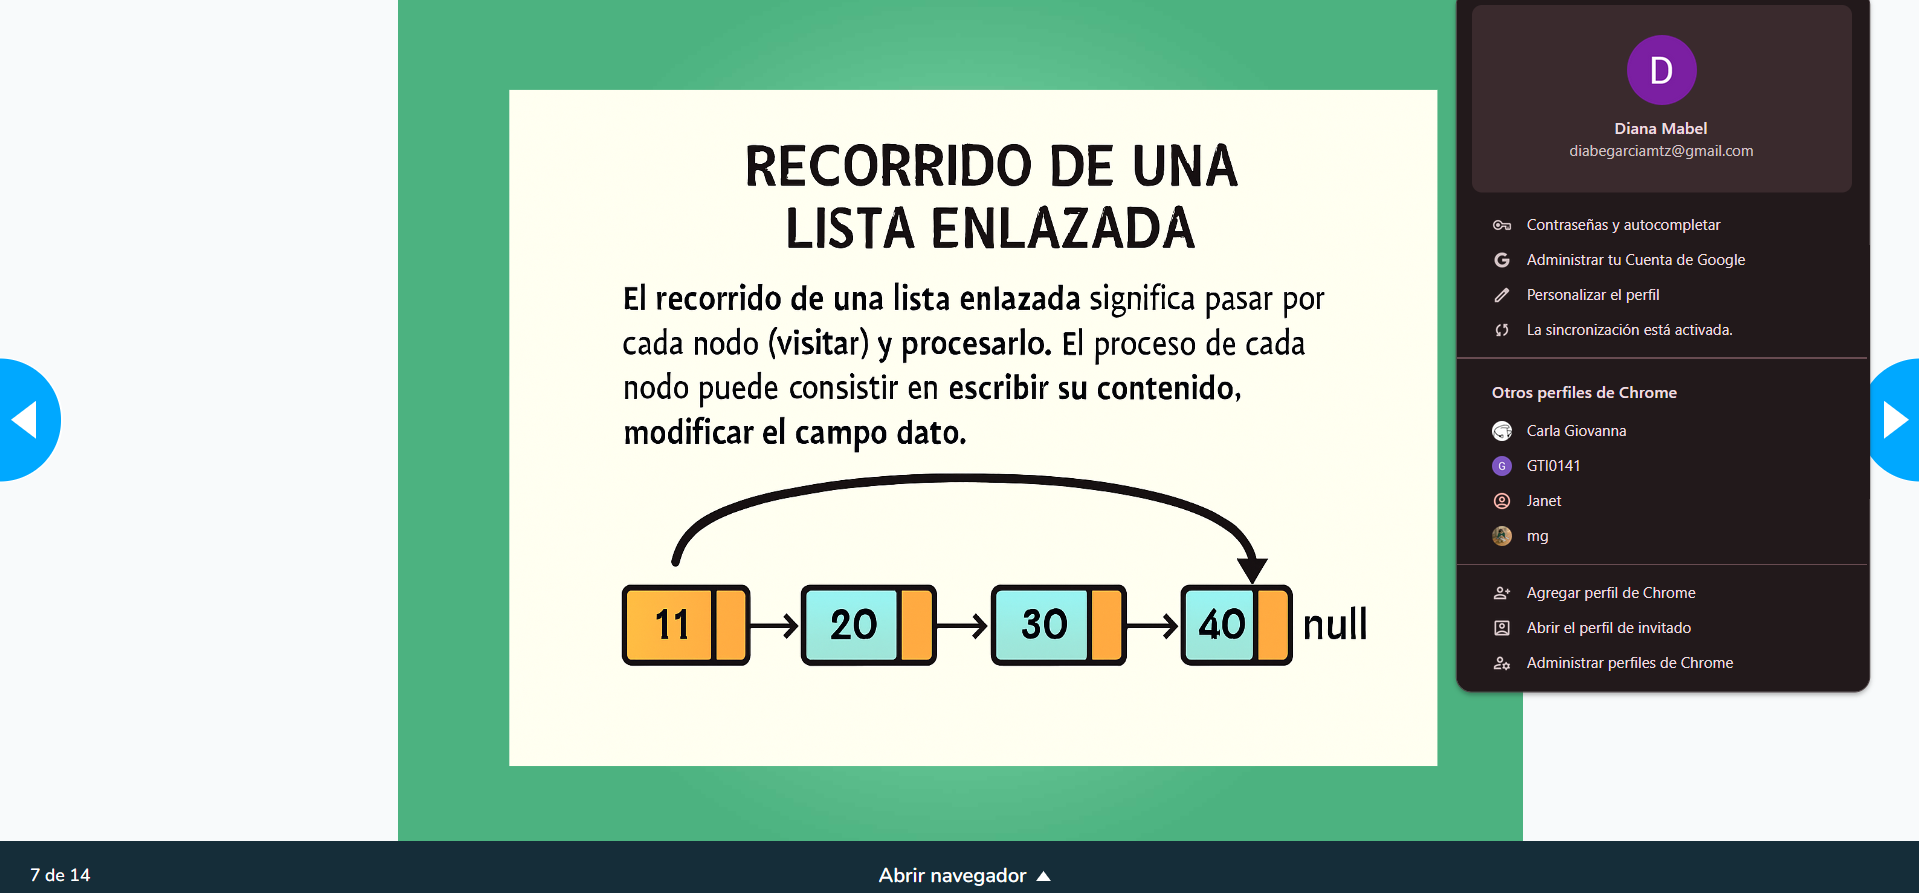 RECORRIDO DE UNA
LISTA ENLAZADA
El recorrido de una lista enlazada significa pasar por
cada nodo (visitar) y procesarlo. El proceso de cada
nodo puede consistir en escribir su contenido,
modificar el campo dato.
11
20
30
40
null
D
Diana Mabel
diabegarciamtz@gmail.com
Contraseñas y autocompletar
G Administrar tu Cuenta de Google
Personalizar el perfil
La sincronización está activada.
Otros perfiles de Chrome
Carla Giovanna
G GTI0141
Janet
mg
Agregar perfil de Chrome
Abrir el perfil de invitado
Administrar perfiles de Chrome
7 de 14
Abrir navegador